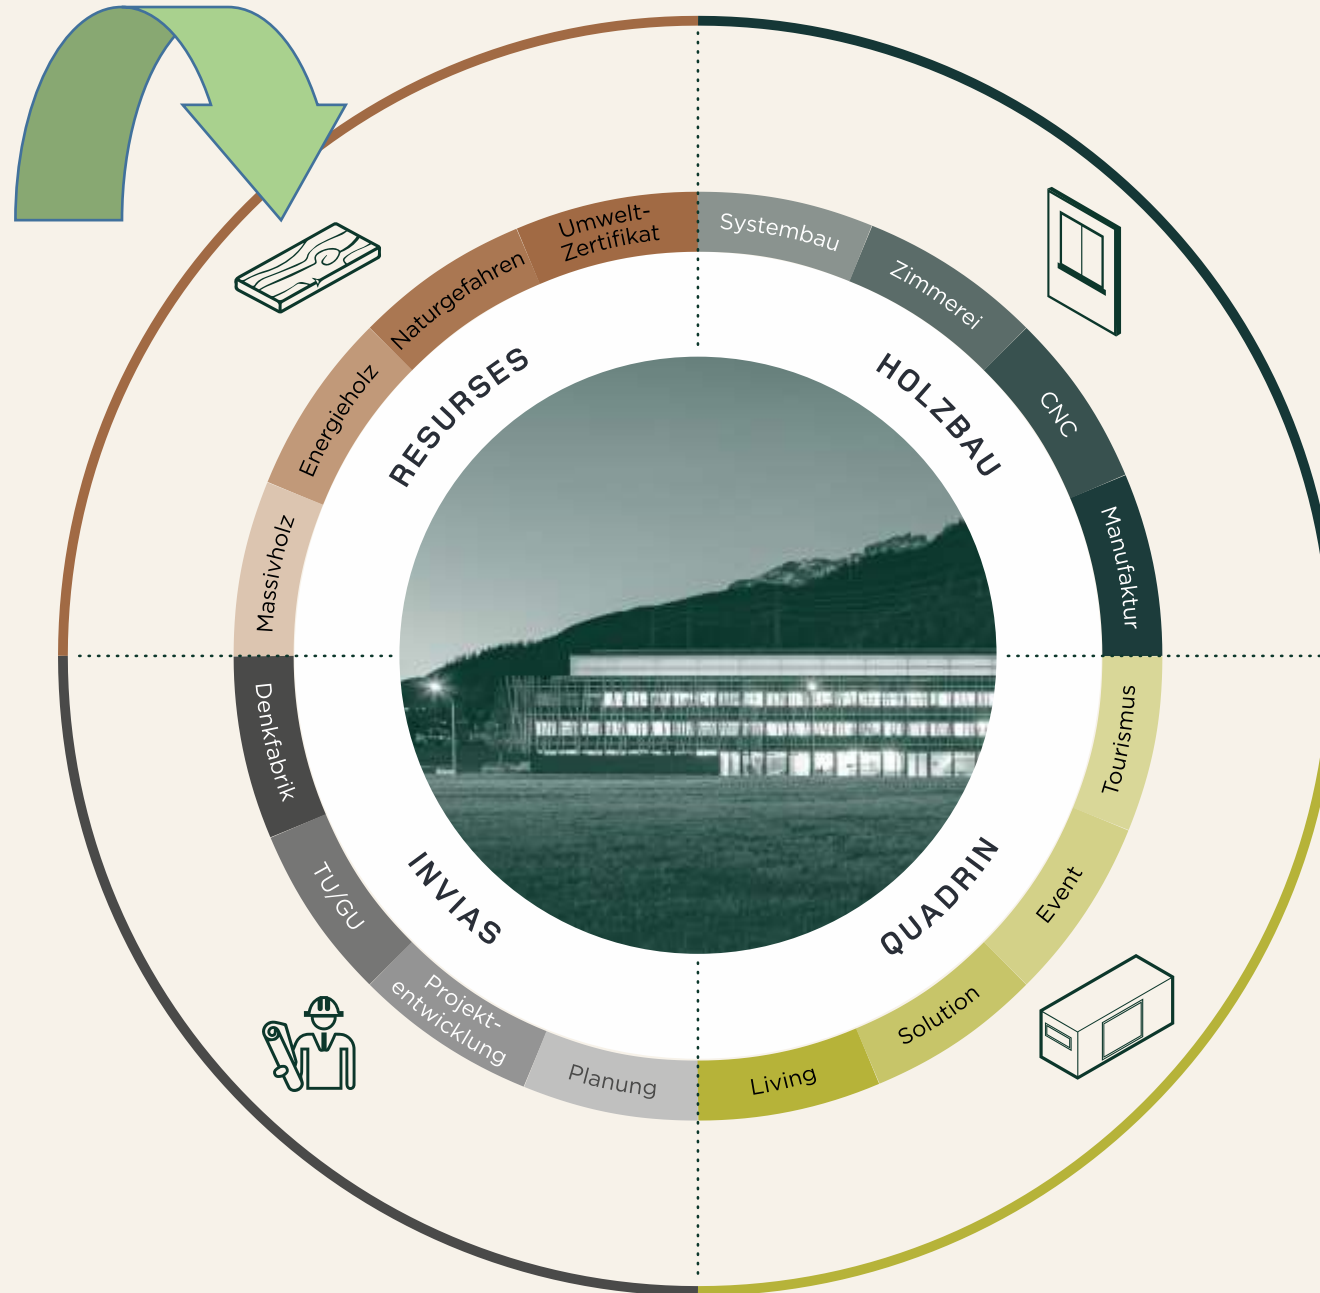 Umwelt-
Zertifikat
Systembau
Naturgefahren
Zimmerei
Energieholz
CNC
Massivholz
Manufaktur
RESURSES
HOLZBAU
Denkfabrik
Tourismus
TU/GU
Event
INVIAS
QUADRIN
Projekt-
entwicklung
Solution
Planung
Living